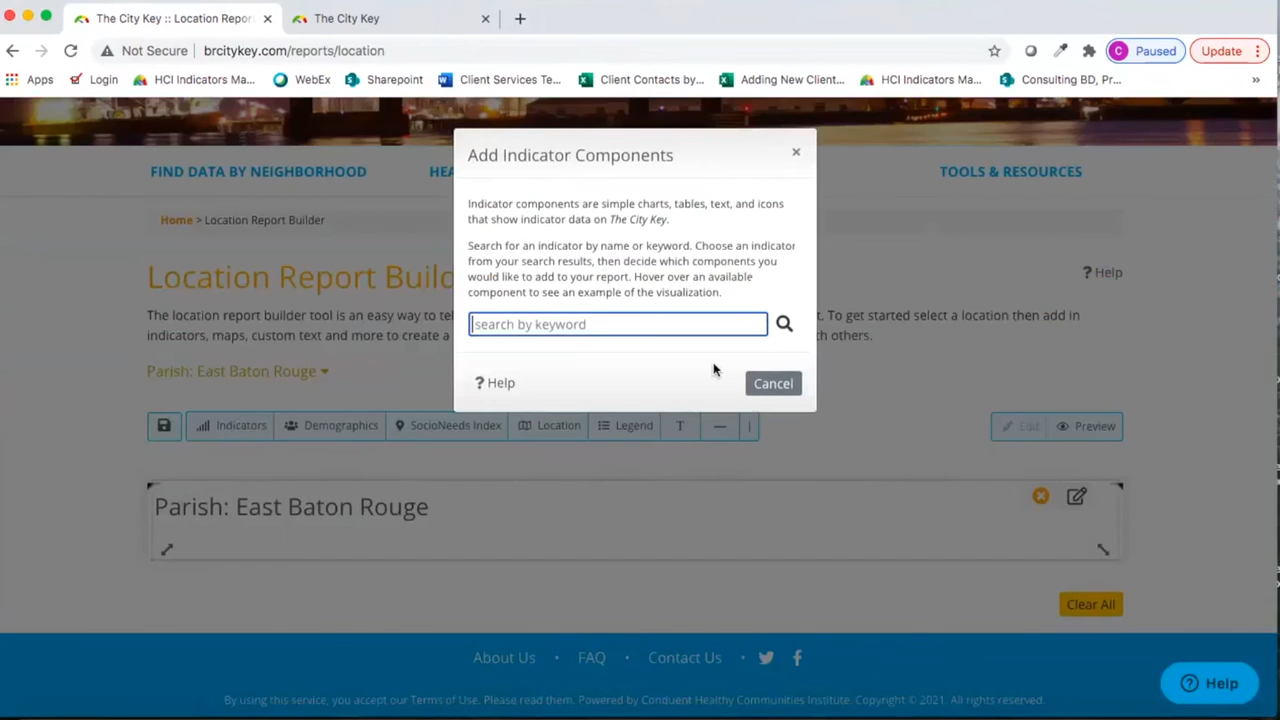 The City Key :: Location Repor
The City Key
Not Secure
brcitykey.com/reports/location
C Paused
Update
Apps
Login
HCI Indicators Ma...
WebEx
Sharepoint
Client Services Te...
Client Contacts by...
Adding New Client...
HCI Indicators Ma...
Consulting BD, Pr...
»
FIND DATA BY NEIGHBORHOOD
HEA
TOOLS & RESOURCES
Home > Location Report Builder
Location Report Build
? Help
The location report builder tool is an easy way to tel
t. To get started select a location then add in
indicators, maps, custom text and more to create a
h others.
Parish: East Baton Rouge
Add Indicator Components
×
Indicator components are simple charts, tables, text, and icons
that show indicator data on The City Key.
Search for an indicator by name or keyword. Choose an indicator
from your search results, then decide which components you
would like to add to your report. Hover over an available
component to see an example of the visualization.
search by keyword
? Help
Cancel
Indicators
Demographics
SocioNeeds Index
Location
Legend
T
Edit
Preview
Parish: East Baton Rouge
Clear All
About Us • FAQ • Contact Us •
By using this service, you accept our Terms of Use. Please read them. Powered by Conduent Healthy Communities Institute. Copyright © 2021. All rights reserved.
Help